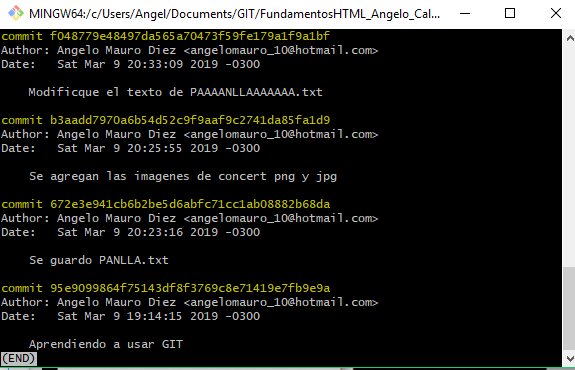 MINGW64:/c/Users/Angel/Documents/GIT/FundamentosHTML_Angelo_Cal...
commit f048779e48497da565a70473f59fe179a1f9a1bf
Author: Angelo Mauro Diez <angelomauro_10@hotmail.com>
Date:   Sat Mar 9 20:33:09 2019 -0300
Modificque el texto de PAAAANLLAAAAAAA.txt
commit b3aadd7970a6b54d52c9f9aaf9c2741da85fa1d9
Author: Angelo Mauro Diez <angelomauro_10@hotmail.com>
Date:   Sat Mar 9 20:25:55 2019 -0300
Se agregan las imagenes de concert png y jpg
commit 672e3e941cb6b2be5d6abfc71cc1ab08882b68da
Author: Angelo Mauro Diez <angelomauro_10@hotmail.com>
Date:   Sat Mar 9 20:23:16 2019 -0300
Se guardo PANLLA.txt
commit 95e9099864f75143df8f3769c8e71419e7fb9e9a
Author: Angelo Mauro Diez <angelomauro_10@hotmail.com>
Date:   Sat Mar 9 19:14:15 2019 -0300
Aprendiendo a usar GIT
(END)